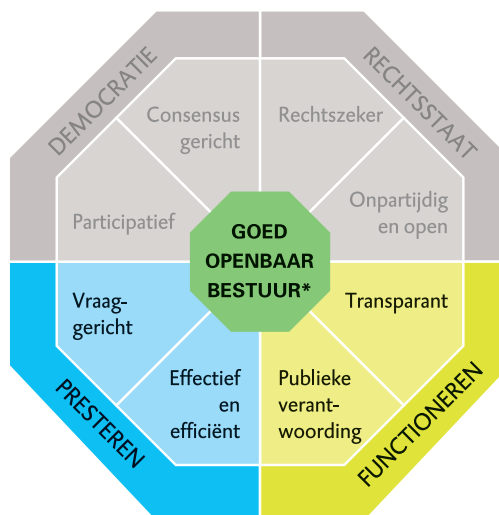 DEMOCRATIE
RECHTSSTAAT
Consensus
gericht
Rechtszeker
Participatief
Onpartijdig
en open
GOED
OPENBAAR
BESTUUR*
Vraag-
gericht
Transparant
Effectief
en
efficiënt
Publieke
verant-
woording
PRESTEREN
FUNCTIONEREN